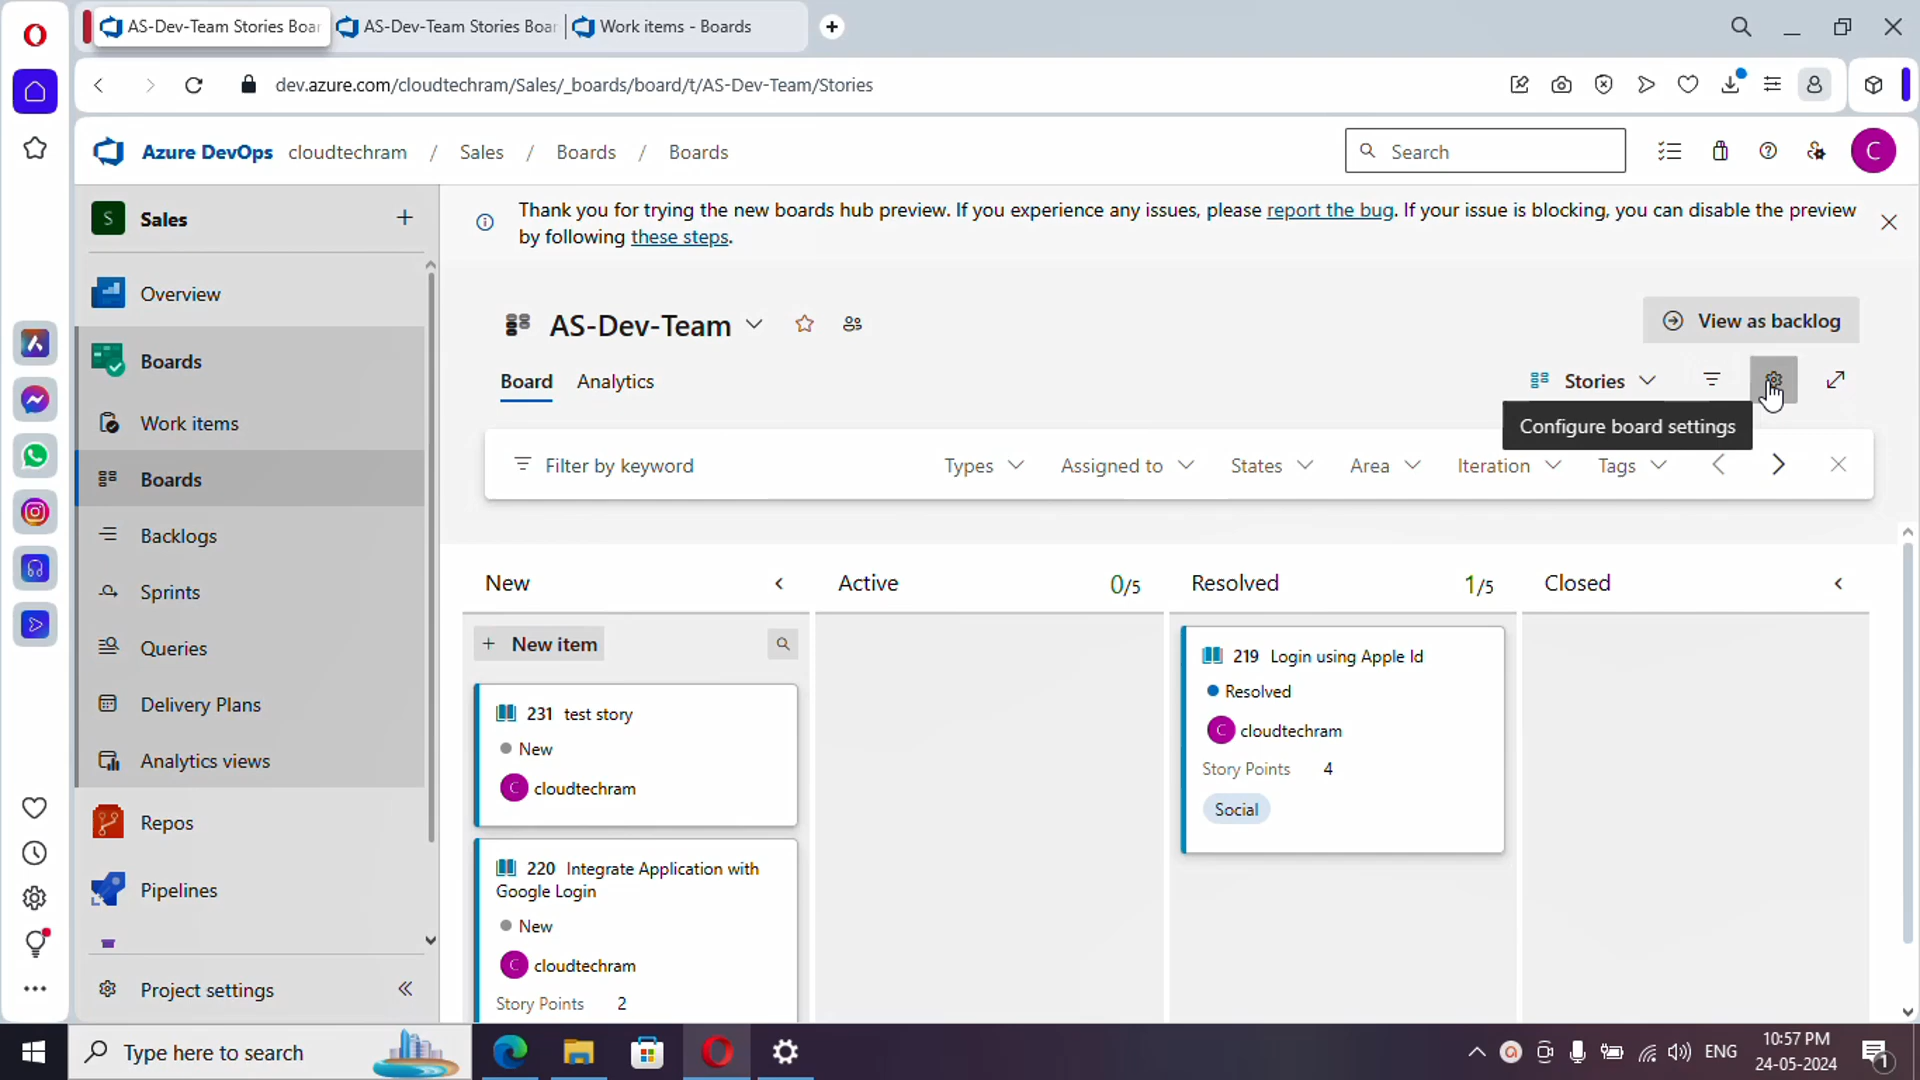 AS-Dev-Team Stories Boar
AS-Dev-Team Stories Boar
Work items - Boards
dev.azure.com/cloudtechram/Sales/_boards/board/t/AS-Dev-Team/Stories
Azure DevOps cloudtechram / Sales / Boards / Boards
Search
C
S Sales
Overview
Boards
Work items
Boards
Backlogs
Sprints
Queries
Delivery Plans
Analytics views
Repos
Pipelines
Project settings
Thank you for trying the new boards hub preview. If you experience any issues, please report the bug. If your issue is blocking, you can disable the preview
by following these steps.
AS-Dev-Team
View as backlog
Board Analytics
Stories
Configure board settings
Filter by keyword
Types Assigned to States Area Iteration Tags
New
Active 0/5
Resolved 1/5
Closed
New item
231 test story
New
C cloudtechram
220 Integrate Application with
Google Login
New
C cloudtechram
Story Points 2
219 Login using Apple Id
Resolved
C cloudtechram
Story Points 4
Social
Type here to search
ENG
10:57 PM
24-05-2024
1